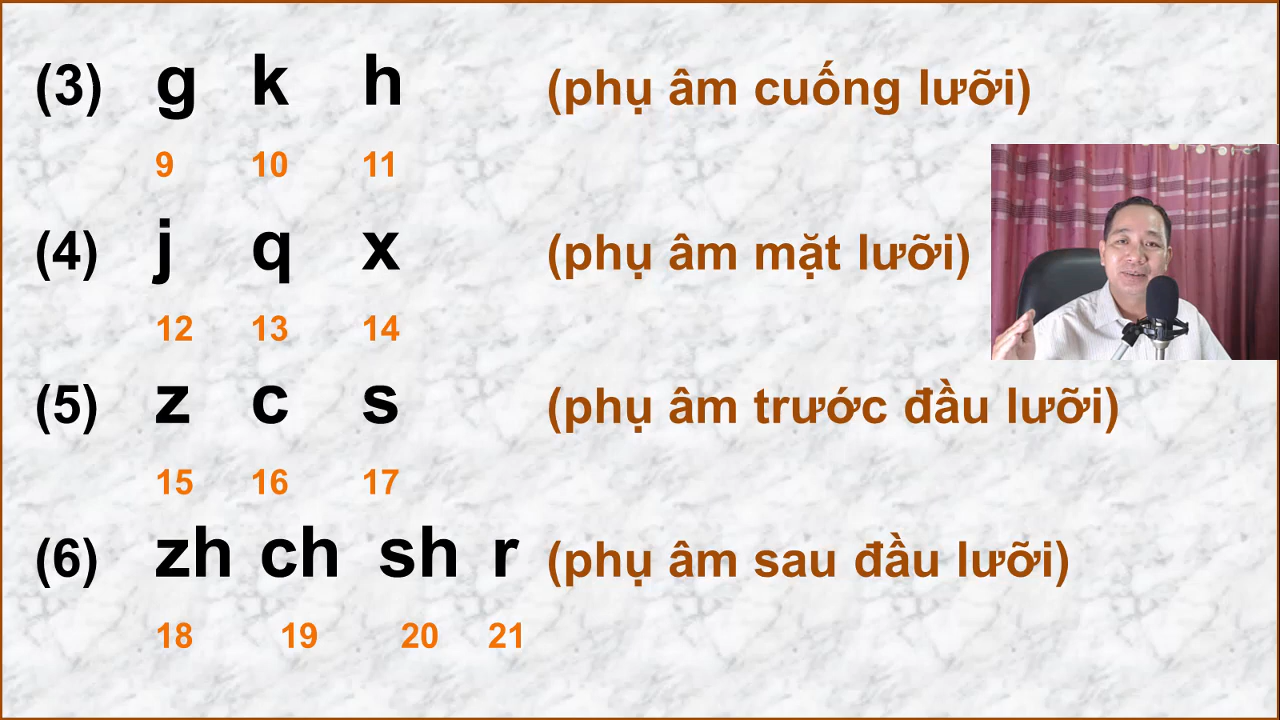 (3) g k h (phụ âm cuống lưỡi)
9 10 11
(4) j q x (phụ âm mặt lưỡi)
12 13 14
(5) z c s (phụ âm trước đầu lưỡi)
15 16 17
(6) zh ch sh r (phụ âm sau đầu lưỡi)
18 19 20 21